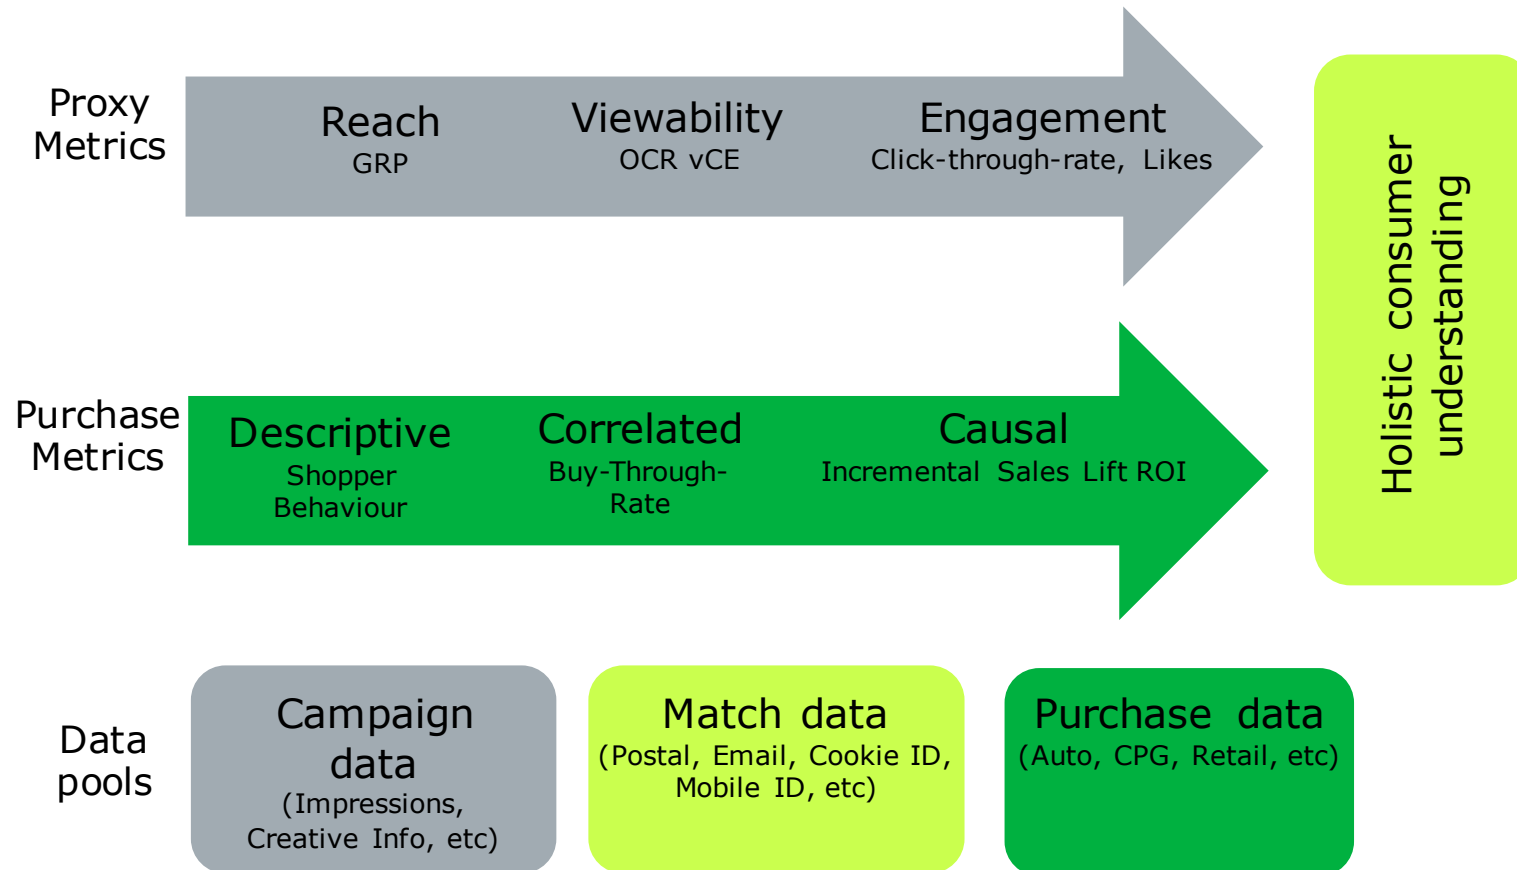 Proxy
Metrics
Reach
GRP
Viewability
OCR vCE
Engagement
Click-through-rate, Likes
Purchase
Metrics
Descriptive
Shopper
Behaviour
Correlated
Buy-Through-
Rate
Causal
Incremental Sales Lift ROI
Holistic consumer
understanding
Data
pools
Campaign
data
(Impressions,
Creative Info, etc)
Match data
(Postal, Email, Cookie ID,
Mobile ID, etc)
Purchase data
(Auto, CPG, Retail, etc)